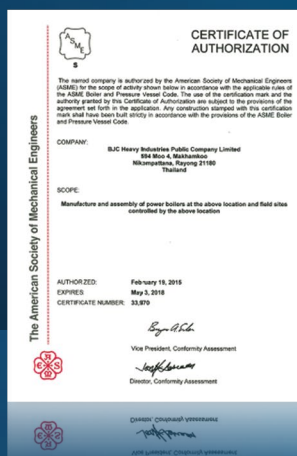 CERTIFICATE OF
AUTHORIZATION
ASME
S
The named company is authorized by the American Society of Mechanical Engineers
(ASME) for the scope of activity shown below in accordance with the applicable rules of
the ASME Boiler and Pressure Vessel Code. The use of the certification mark and the
authority granted by this Certificate of Authorization are subject to the provisions of the
agreement set forth in the application. Any construction stamped with this certification
mark shall have been built strictly in accordance with the provisions of the ASME Boiler
and Pressure Vessel Code.
COMPANY:
BJC Heavy Industries Public Company Limited
594 Moo 4, Makhamkoo
Nikompattana, Rayong 21180
Thailand
SCOPE:
Manufacture and assembly of power boilers at the above location and field sites
controlled by the above location
AUTHORIZED: February 19, 2015
EXPIRES: May 3, 2018
CERTIFICATE NUMBER: 33,970
Vice President, Conformity Assessment
Director, Conformity Assessment
The American Society of Mechanical Engineers